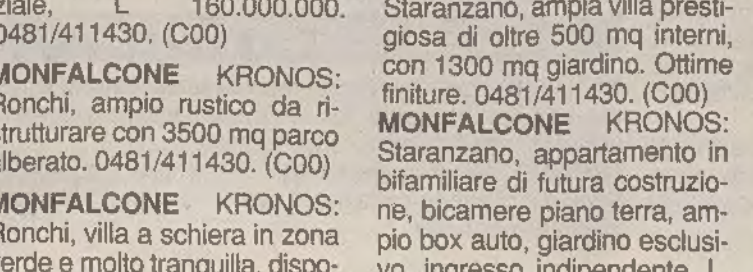 ziale, L 160.000.000.
0481/411430. (C00)
MONFALCONE KRONOS:
Ronchi, ampio rustico da ri-
strutturare con 3500 mq parco
alberato. 0481/411430. (C00)
MONFALCONE KRONOS:
Ronchi, villa a schiera in zona
verde e molto tranquilla, dispo-
Staranzano, ampia villa presti-
giosa di oltre 500 mq interni,
con 1300 mq giardino. Ottime
finiture. 0481/411430. (C00)
MONFALCONE KRONOS:
Staranzano, appartamento in
bifamiliare di futura costruzio-
ne, bicamere piano terra, am-
pio box auto, giardino esclusi-
vo, ingresso indipendente L.